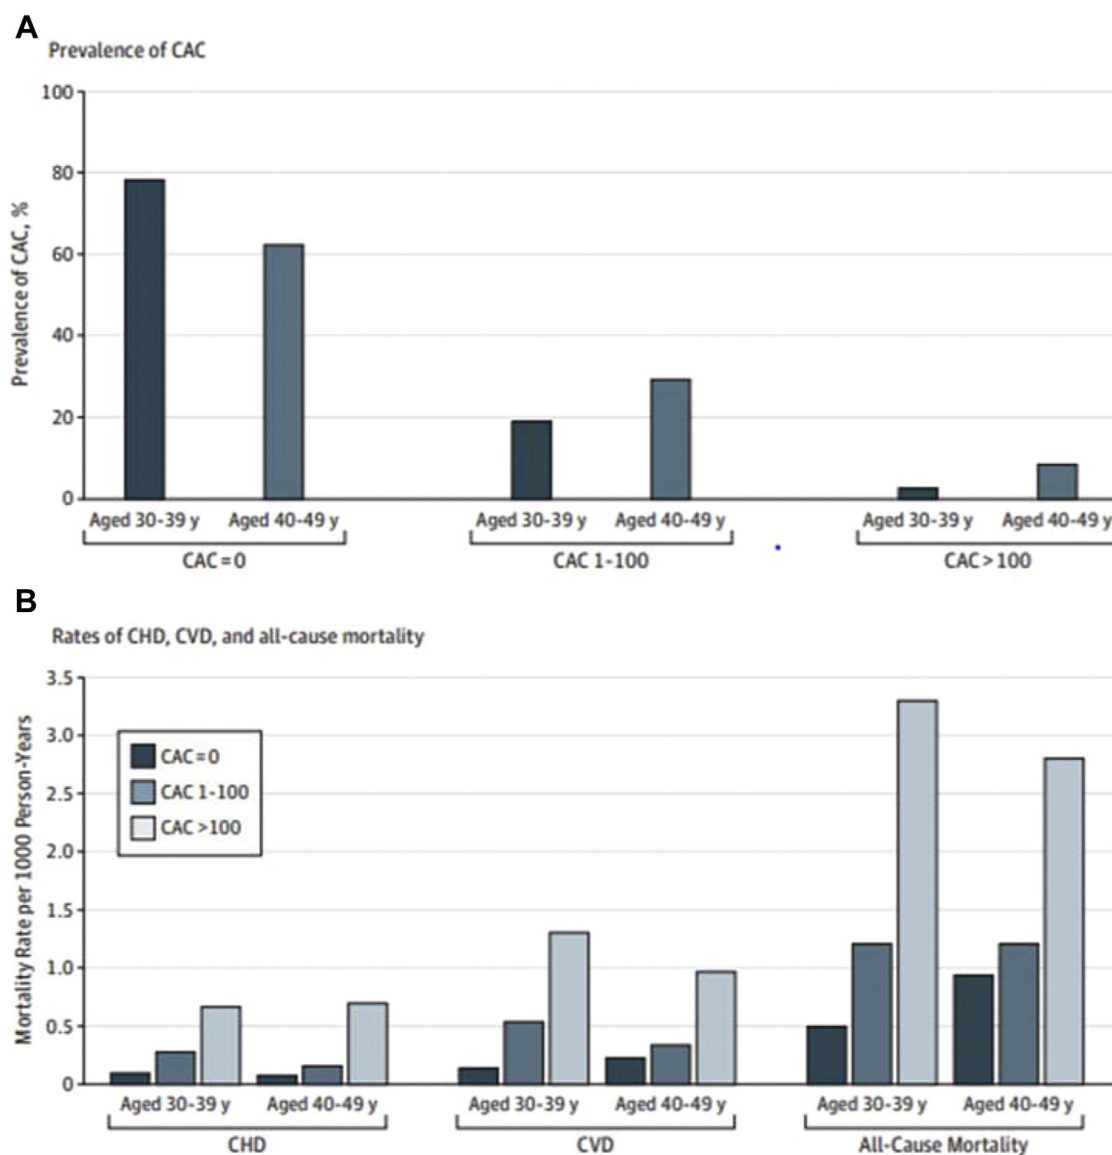 A
Prevalence of CAC
100
80
60
40
20
0
Prevalence of CAC, %
Aged 30-39 y Aged 40-49 y Aged 30-39 y Aged 40-49 y Aged 30-39 y Aged 40-49 y
CAC=0 CAC 1-100 CAC>100
B
Rates of CHD, CVD, and all-cause mortality
3.5
3.0
2.5
2.0
1.5
1.0
0.5
0
Mortality Rate per 1000 Person-Years
CAC=0
CAC 1-100
CAC >100
Aged 30-39 y Aged 40-49 y Aged 30-39 y Aged 40-49 y Aged 30-39 y Aged 40-49 y
CHD CVD All-Cause Mortality